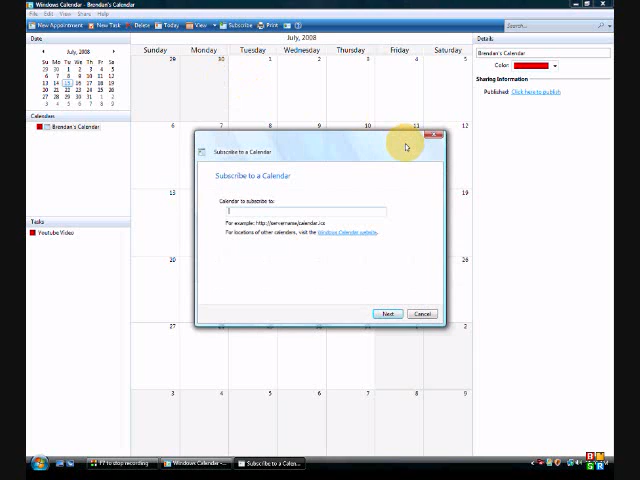 Windows Calendar - Brendan's Calendar
File Edit View Share Help
New Appointment New Task Delete Today View Subscribe Print
Search...
Date
July, 2008
Su Mo Tu We Th Fr Sa
29 30 1 2 3 4 5
6 7 8 9 10 11 12
13 14 15 16 17 18 19
20 21 22 23 24 25 26
27 28 29 30 31 1 2
3 4 5 6 7 8 9
Calendars
Brendan's Calendar
Tasks
Youtube Video
July, 2008
Sunday Monday Tuesday Wednesday Thursday Friday Saturday
29 30 1 2 3 4 5
6 7 8 9 10 11 12
13 19
20 26
27 2
3 4 5 6 7 8 9
Details
Brendan's Calendar
Color:
Sharing Information
Published: Click here to publish
Subscribe to a Calendar
Subscribe to a Calendar
Calendar to subscribe to:
For example: http://servername/calendar.ics
For locations of other calendars, visit the Windows Calendar website.
Next Cancel
F7 to stop recording
Windows Calendar -...
Subscribe to a Calen...